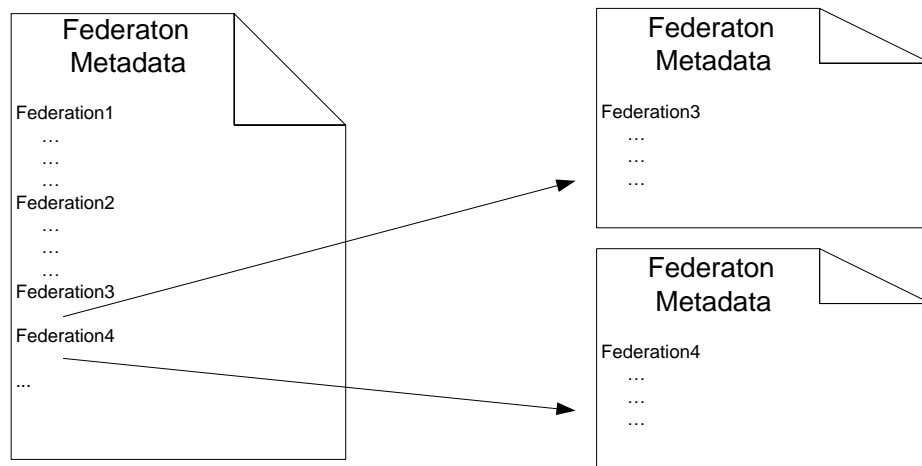 Federaton
Metadata
Federation1
...
...
...
Federation2
...
...
...
Federation3
Federation4
...
Federaton
Metadata
Federation3
...
...
...
Federaton
Metadata
Federation4
...
...
...